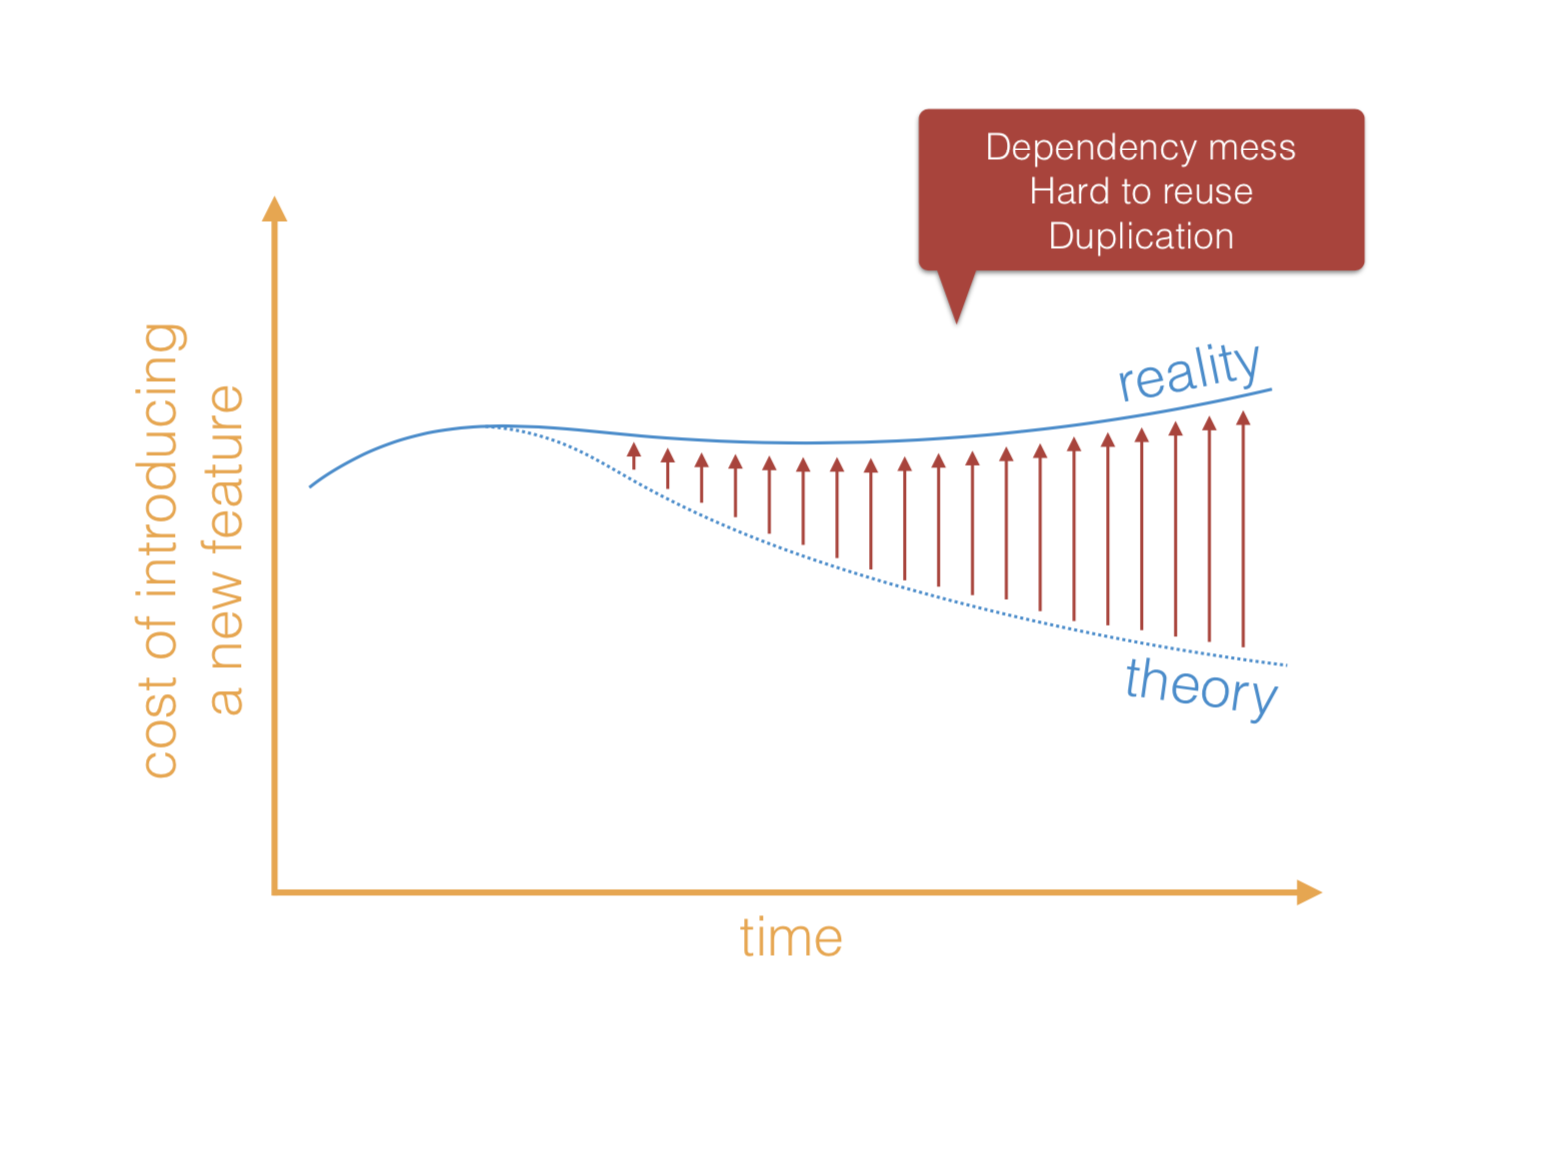 Dependency mess
Hard to reuse
Duplication
cost of introducing
a new feature
reality
theory
time